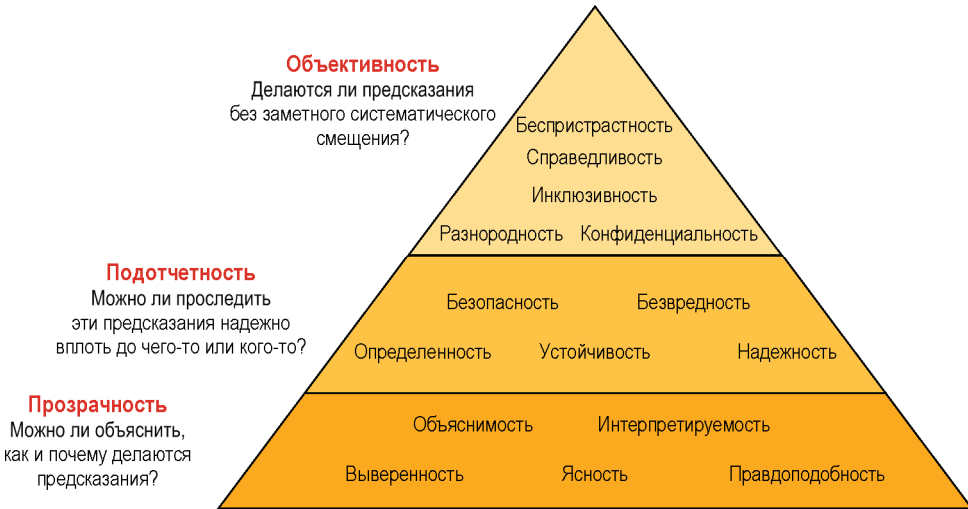 Объективность
Делаются ли предсказания
без заметного систематического
смещения?
Беспристрастность
Справедливость
Инклюзивность
Разнородность Конфиденциальность
Подотчетность
Можно ли проследить
эти предсказания надежно
вплоть до чего-то или кого-то?
Безопасность Безвредность
Определенность Устойчивость Надежность
Прозрачность
Можно ли объяснить,
как и почему делаются
предсказания?
Объяснимость Интерпретируемость
Выверенность Ясность Правдоподобность